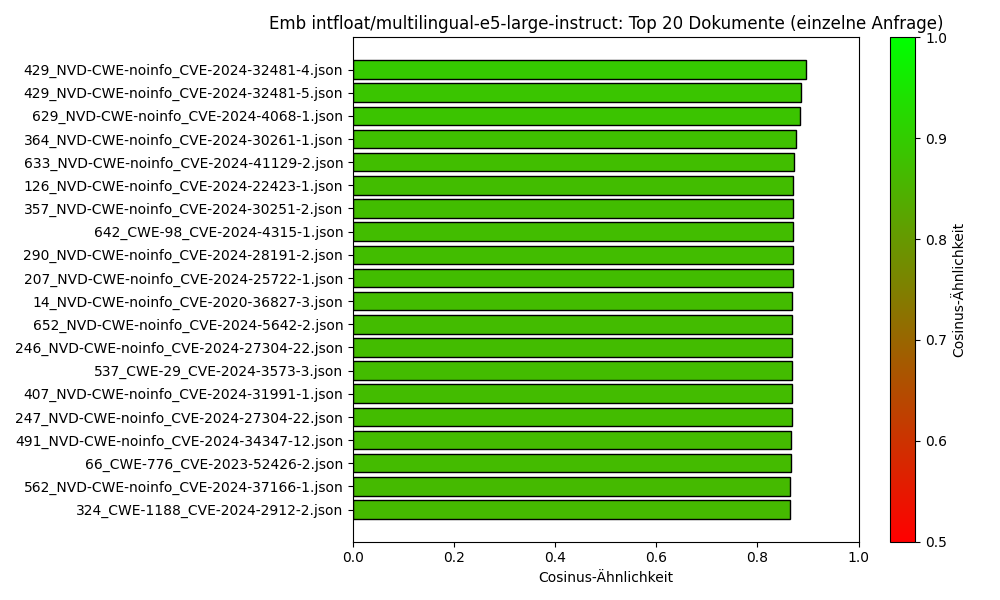 Emb intfloat/multilingual-e5-large-instruct: Top 20 Dokumente (einzelne Anfrage)
429_NVD-CWE-noinfo_CVE-2024-32481-4.json
429_NVD-CWE-noinfo_CVE-2024-32481-5.json
629_NVD-CWE-noinfo_CVE-2024-4068-1.json
364_NVD-CWE-noinfo_CVE-2024-30261-1.json
633_NVD-CWE-noinfo_CVE-2024-41129-2.json
126_NVD-CWE-noinfo_CVE-2024-22423-1.json
357_NVD-CWE-noinfo_CVE-2024-30251-2.json
642_CWE-98_CVE-2024-4315-1.json
290_NVD-CWE-noinfo_CVE-2024-28191-2.json
207_NVD-CWE-noinfo_CVE-2024-25722-1.json
14_NVD-CWE-noinfo_CVE-2020-36827-3.json
652_NVD-CWE-noinfo_CVE-2024-5642-2.json
246_NVD-CWE-noinfo_CVE-2024-27304-22.json
537_CWE-29_CVE-2024-3573-3.json
407_NVD-CWE-noinfo_CVE-2024-31991-1.json
247_NVD-CWE-noinfo_CVE-2024-27304-22.json
491_NVD-CWE-noinfo_CVE-2024-34347-12.json
66_CWE-776_CVE-2023-52426-2.json
562_NVD-CWE-noinfo_CVE-2024-37166-1.json
324_CWE-1188_CVE-2024-2912-2.json
0.0 0.2 0.4 0.6 0.8 1.0
Cosinus-Ähnlichkeit
1.0
0.9
0.8
0.7
0.6
0.5
Cosinus-Ähnlichkeit